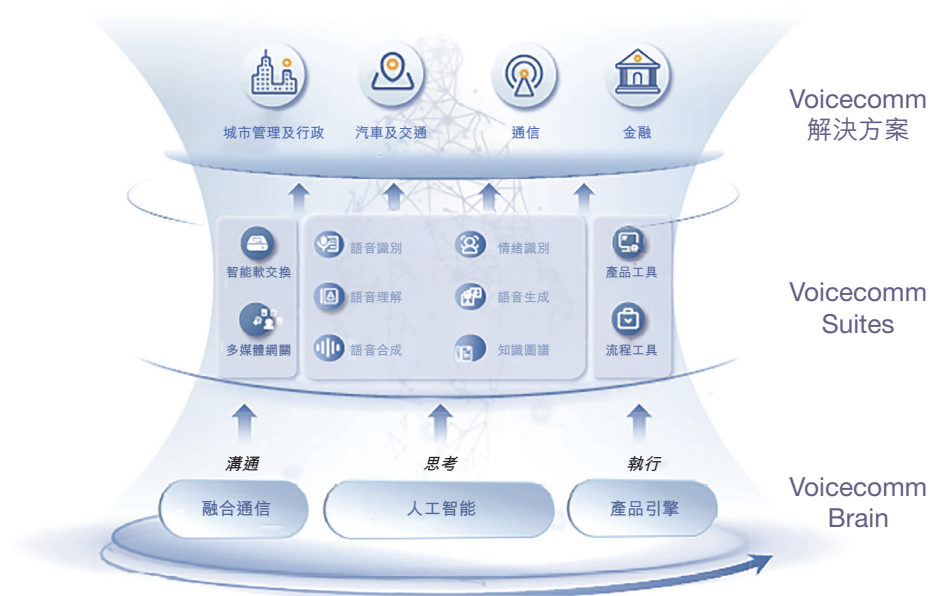 城市管理及行政
汽車及交通
通信
金融
Voicecomm
解決方案
智能軟交換
多媒體網關
語音識別
情緒識別
語音理解
語音生成
語音合成
知識圖譜
產品工具
流程工具
Voicecomm
Suites
溝通
思考
執行
融合通信
人工智能
產品引擎
Voicecomm
Brain